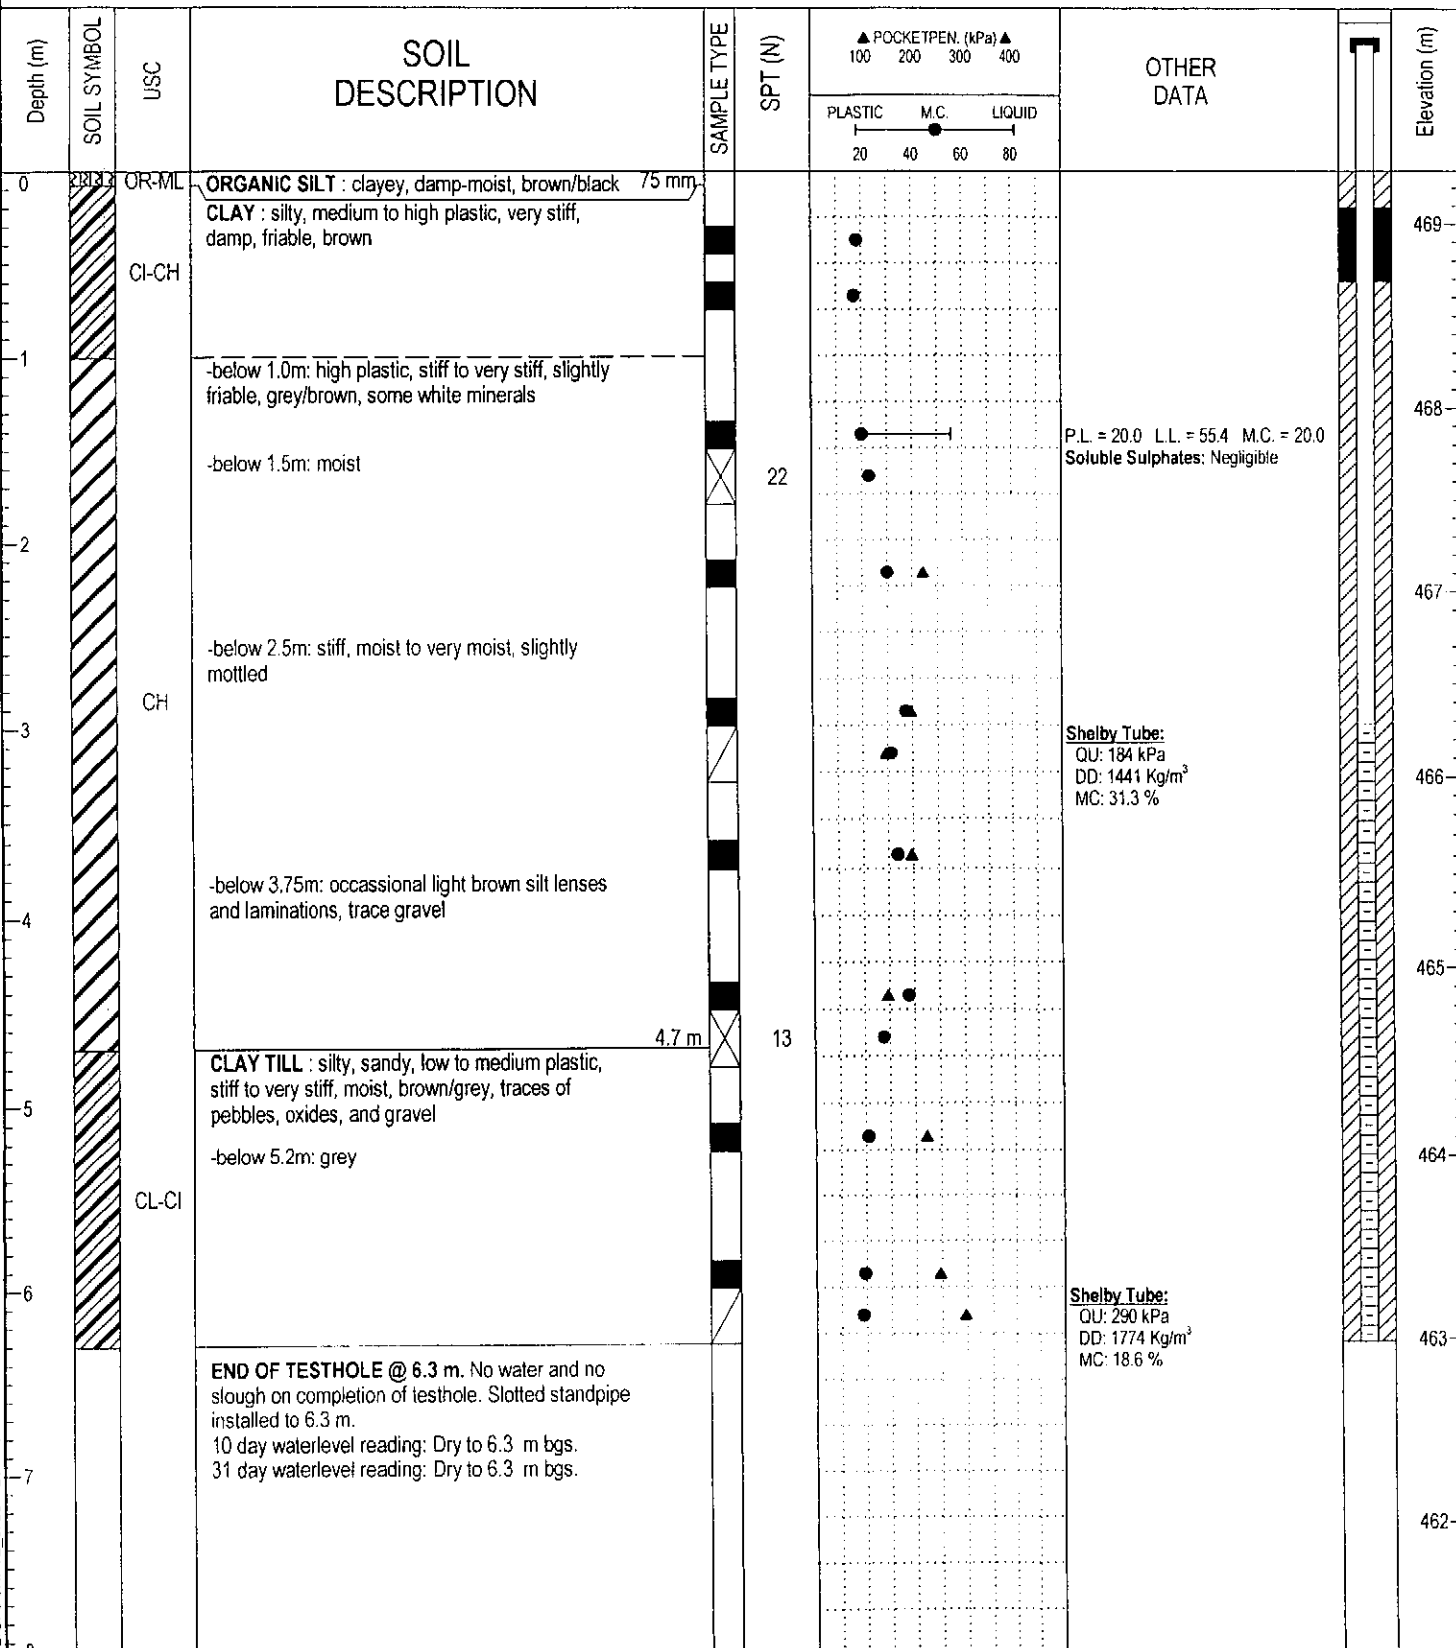 Depth (m)
SOIL SYMBOL
USC
SOIL
DESCRIPTION
SAMPLE TYPE
SPT (N)
▲ POCKETPEN. (kPa) ▲
100 200 300 400
PLASTIC M.C. LIQUID
20 40 60 80
OTHER
DATA
Elevation (m)
0
OR-ML
ORGANIC SILT : clayey, damp-moist, brown/black 75 mm
CLAY : silty, medium to high plastic, very stiff,
damp, friable, brown
469
CI-CH
1
-below 1.0m: high plastic, stiff to very stiff, slightly
friable, grey/brown, some white minerals
468
P.L. = 20.0 L.L. = 55.4 M.C. = 20.0
Soluble Sulphates: Negligible
-below 1.5m: moist
22
2
467
-below 2.5m: stiff, moist to very moist, slightly
mottled
CH
3
Shelby Tube:
QU: 184 kPa
DD: 1441 Kg/m³
MC: 31.3 %
466
-below 3.75m: occassional light brown silt lenses
and laminations, trace gravel
4
465
4.7 m
13
CLAY TILL : silty, sandy, low to medium plastic,
stiff to very stiff, moist, brown/grey, traces of
pebbles, oxides, and gravel
5
-below 5.2m: grey
464
CL-CI
6
Shelby Tube:
QU: 290 kPa
DD: 1774 Kg/m³
MC: 18.6 %
463
END OF TESTHOLE @ 6.3 m. No water and no
slough on completion of testhole. Slotted standpipe
installed to 6.3 m.
10 day waterlevel reading: Dry to 6.3 m bgs.
31 day waterlevel reading: Dry to 6.3 m bgs.
7
462